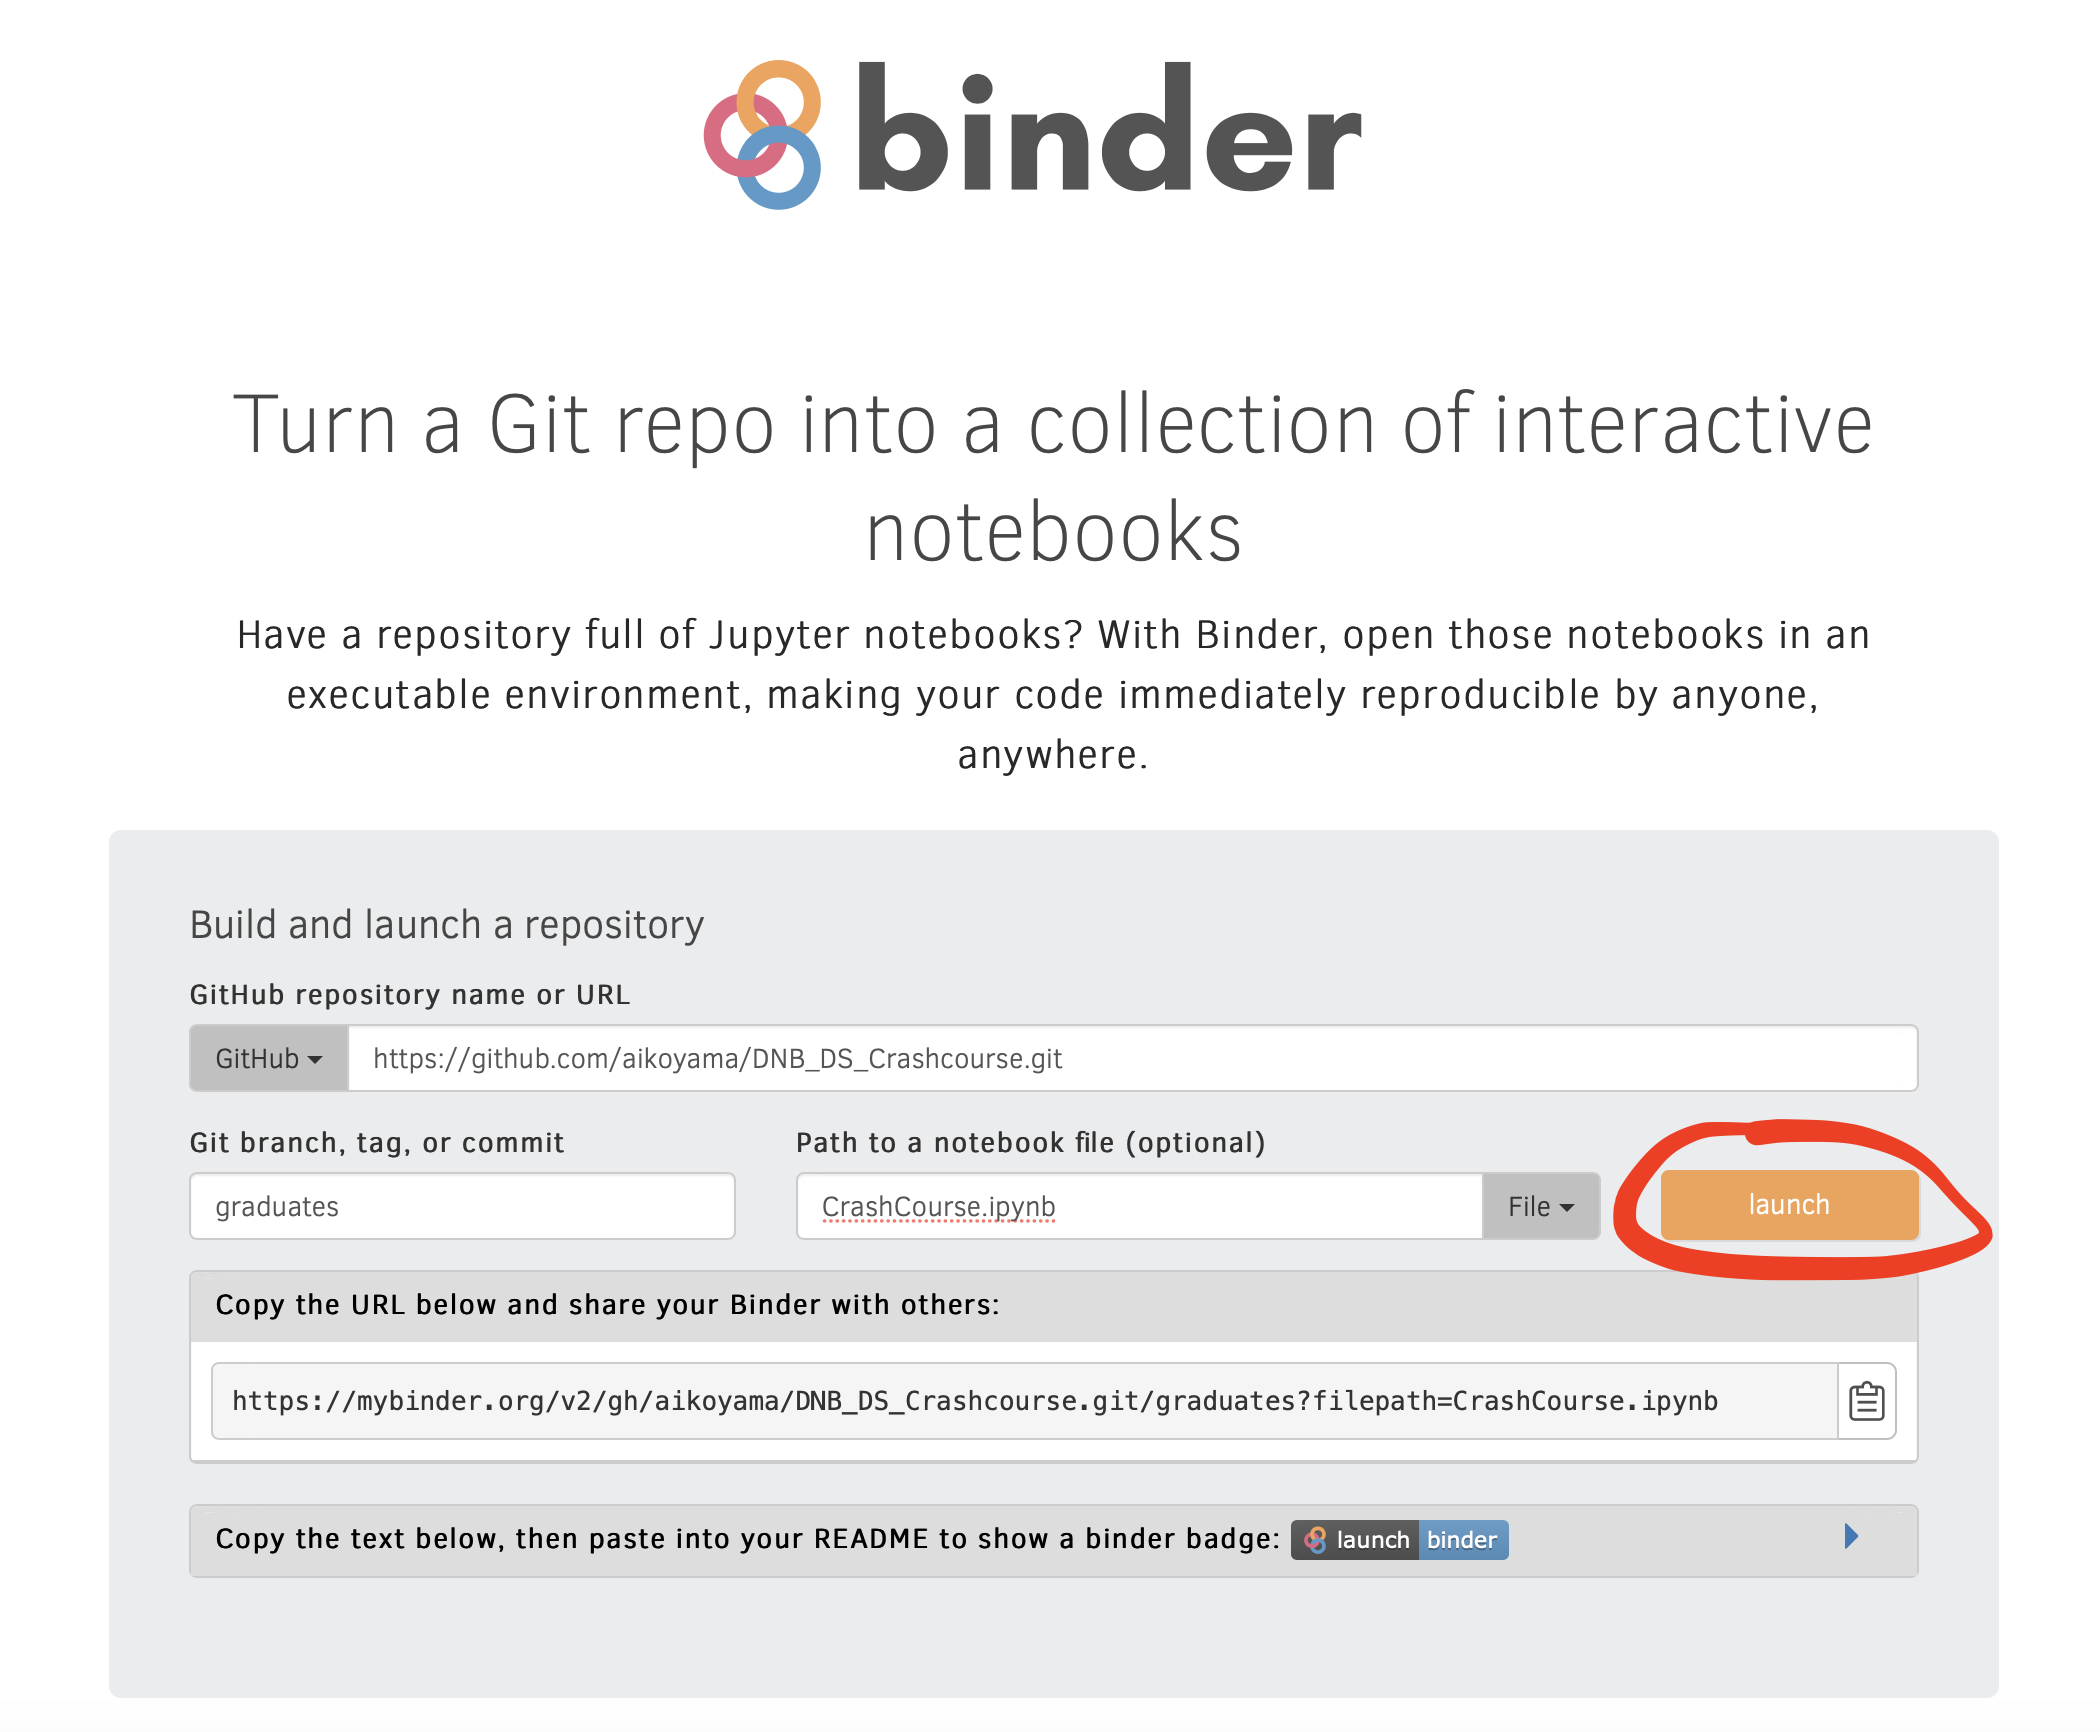 binder
Turn a Git repo into a collection of interactive
notebooks
Have a repository full of Jupyter notebooks? With Binder, open those notebooks in an
executable environment, making your code immediately reproducible by anyone,
anywhere.
Build and launch a repository
GitHub repository name or URL
GitHub https://github.com/aikoyama/DNB_DS_Crashcourse.git
Git branch, tag, or commit Path to a notebook file (optional)
graduates CrashCourse.ipynb File launch
Copy the URL below and share your Binder with others:
https://mybinder.org/v2/gh/aikoyama/DNB_DS_Crashcourse.git/graduates?filepath=CrashCourse.ipynb
Copy the text below, then paste into your README to show a binder badge: launch binder